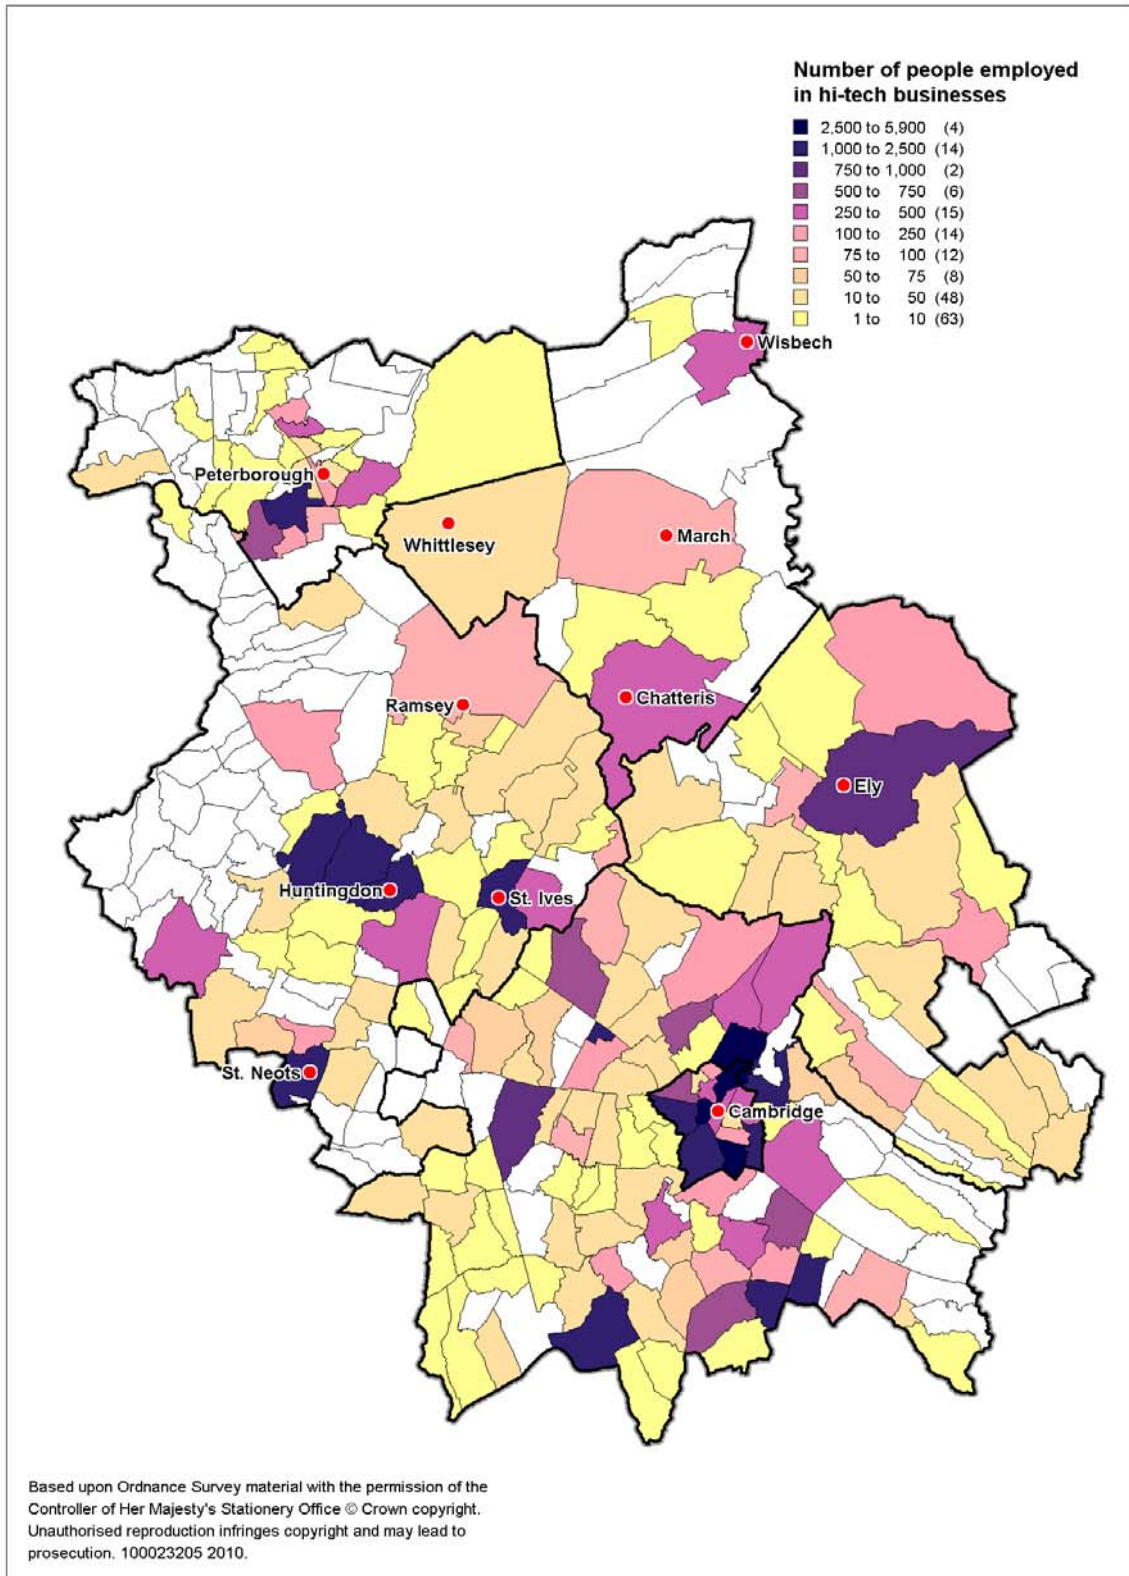 Number of people employed
in hi-tech businesses
2,500 to 5,900 (4)
1,000 to 2,500 (14)
750 to 1,000 (2)
500 to 750 (6)
250 to 500 (15)
100 to 250 (14)
75 to 100 (12)
50 to 75 (8)
10 to 50 (48)
1 to 10 (63)
Wisbech
Peterborough
Whittlesey
March
Ramsey
Chatteris
Ely
Huntingdon
St. Ives
St. Neots
Cambridge
Based upon Ordnance Survey material with the permission of the
Controller of Her Majesty's Stationery Office © Crown copyright.
Unauthorised reproduction infringes copyright and may lead to
prosecution. 100023205 2010.